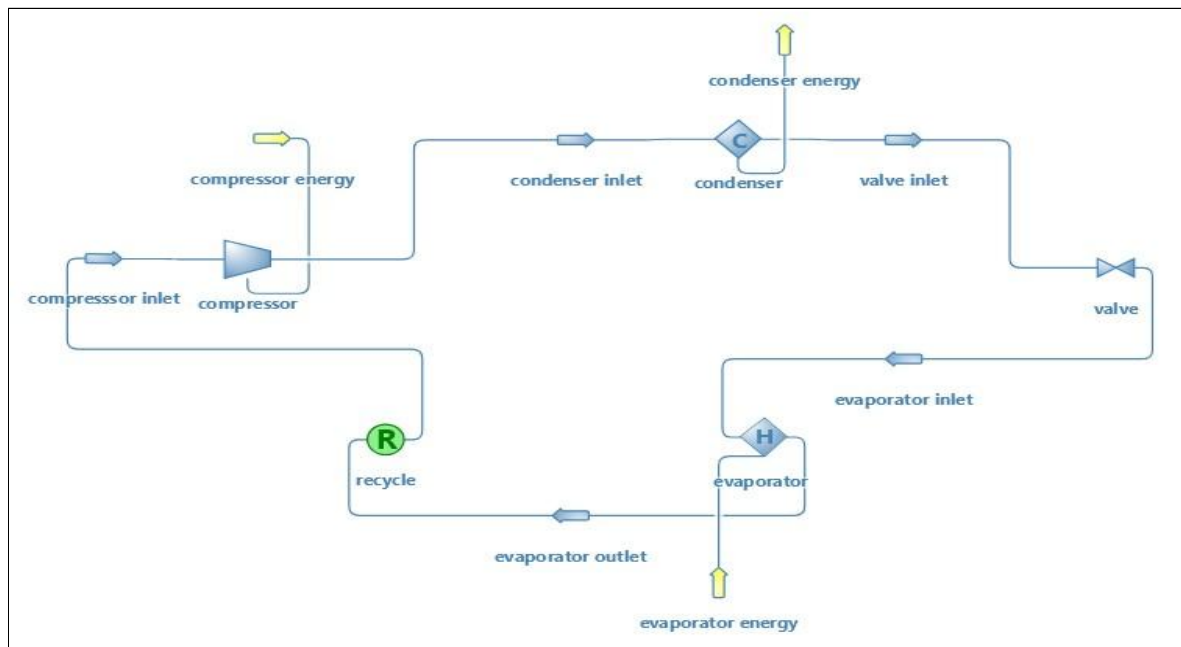 condenser energy
compressor energy
condenser inlet
C
condenser
valve inlet
compresssor inlet
compressor
valve
evaporator inlet
R
recycle
H
evaporator
evaporator outlet
evaporator energy